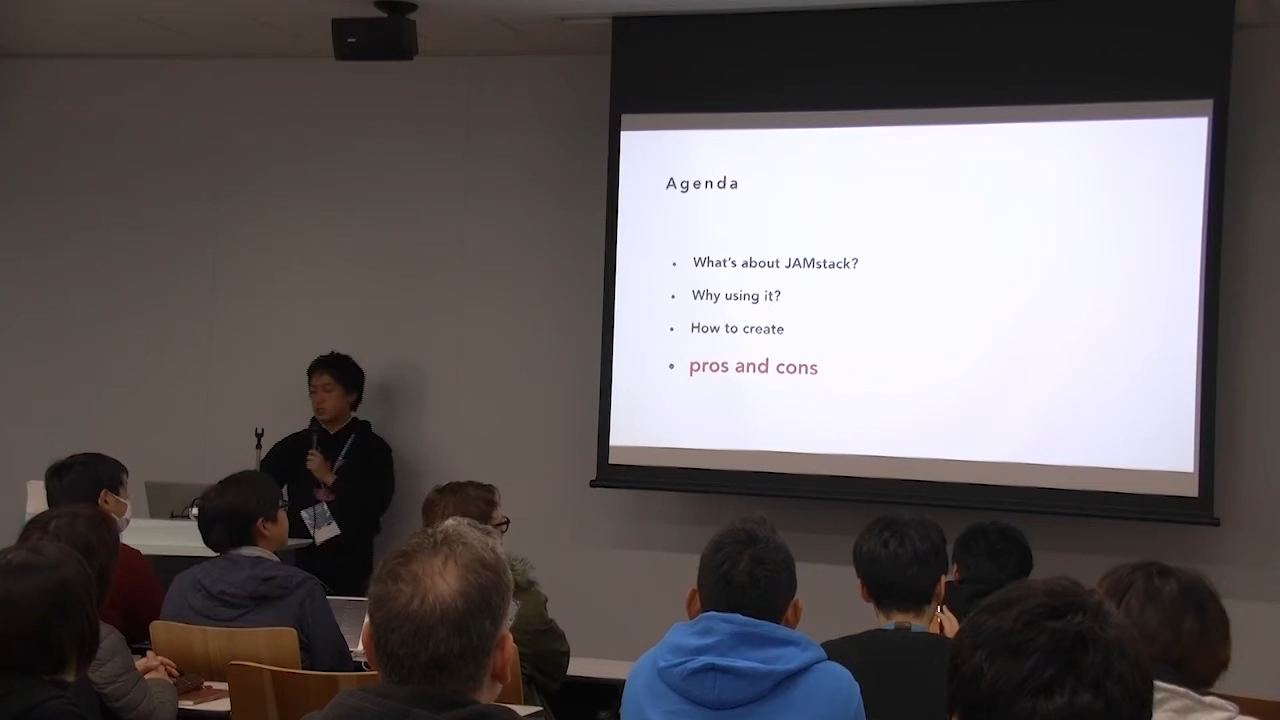 Agenda
• What's about JAMstack?
• Why using it?
• How to create
• pros and cons